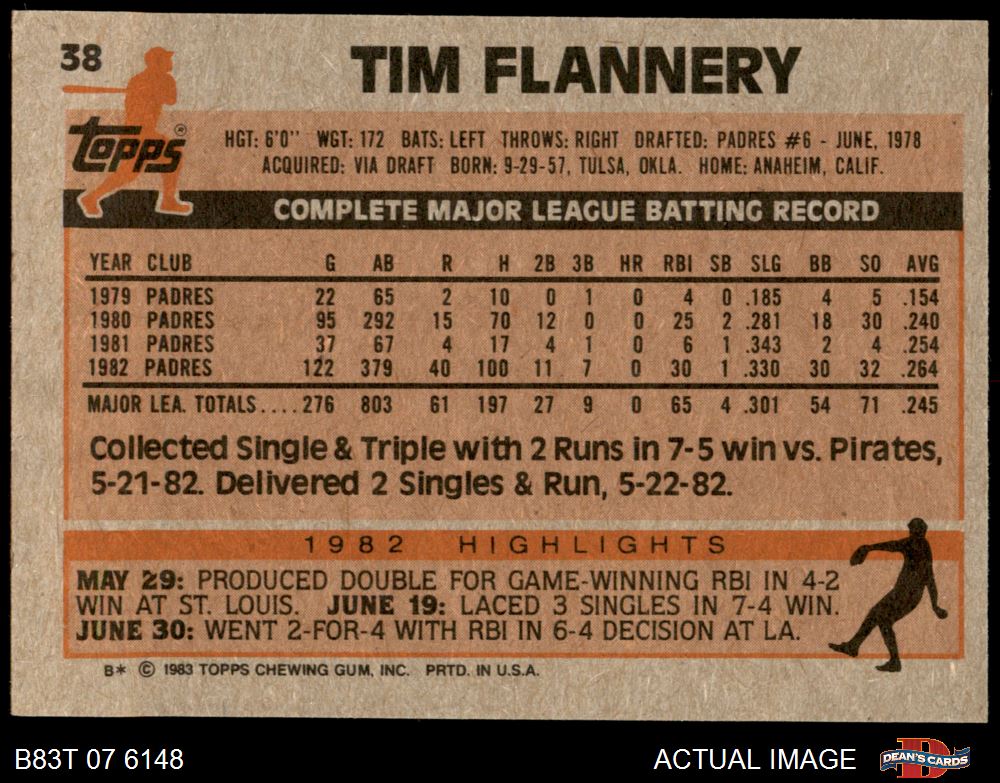 38
TIM FLANNERY
Topps®
HGT: 6'0" WGT: 172 BATS: LEFT THROWS: RIGHT DRAFTED: PADRES #6 - JUNE, 1978
ACQUIRED: VIA DRAFT BORN: 9-29-57, TULSA, OKLA. HOME: ANAHEIM, CALIF.
COMPLETE MAJOR LEAGUE BATTING RECORD
YEAR CLUB G AB R H 2B 3B HR RBI SB SLG BB SO AVG
1979 PADRES 22 65 2 10 0 1 0 4 0 .185 4 5 .154
1980 PADRES 95 292 15 70 12 0 0 25 2 .281 18 30 .240
1981 PADRES 37 67 4 17 4 1 0 6 1 .343 2 4 .254
1982 PADRES 122 379 40 100 11 7 0 30 1 .330 30 32 .264
MAJOR LEA. TOTALS....276 803 61 197 27 9 0 65 4 .301 54 71 .245
Collected Single & Triple with 2 Runs in 7-5 win vs. Pirates,
5-21-82. Delivered 2 Singles & Run, 5-22-82.
1982 HIGHLIGHTS
MAY 29: PRODUCED DOUBLE FOR GAME-WINNING RBI IN 4-2
WIN AT ST. LOUIS. JUNE 19: LACED 3 SINGLES IN 7-4 WIN.
JUNE 30: WENT 2-FOR-4 WITH RBI IN 6-4 DECISION AT LA.
B* © 1983 TOPPS CHEWING GUM, INC. PRTD. IN U.S.A.
B83T 07 6148 ACTUAL IMAGE DEAN'S CARDS